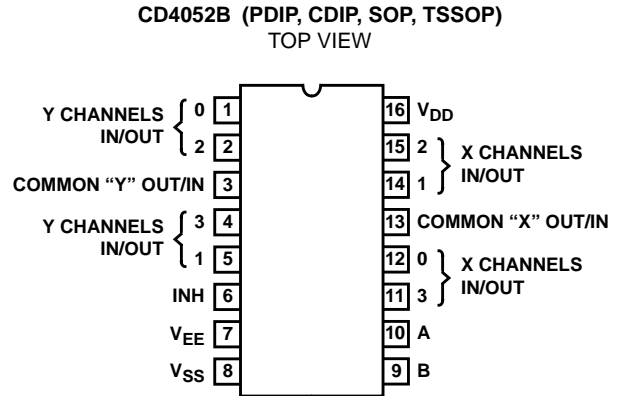 CD4052B (PDIP, CDIP, SOP, TSSOP)
TOP VIEW
Y CHANNELS IN/OUT
0 1
2 2
COMMON “Y” OUT/IN 3
Y CHANNELS IN/OUT
3 4
1 5
INH 6
VEE 7
VSS 8
16 VDD
15 2
14 1
X CHANNELS IN/OUT
13 COMMON “X” OUT/IN
12 0
11 3
X CHANNELS IN/OUT
10 A
9 B